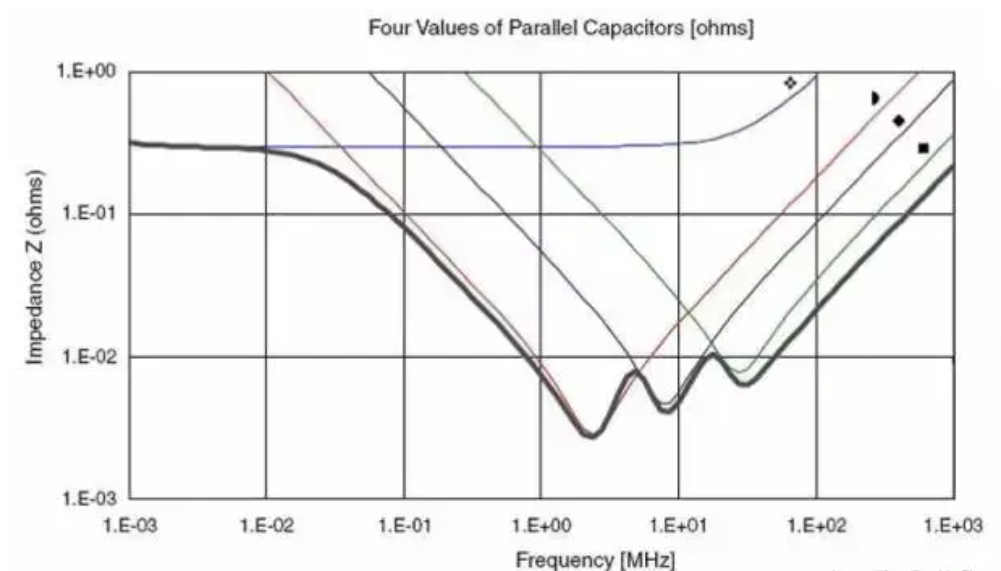 Four Values of Parallel Capacitors [ohms]
1.E+00
1.E-01
1.E-02
1.E-03
Impedance Z (ohms)
1.E-03 1.E-02 1.E-01 1.E+00 1.E+01 1.E+02 1.E+03
Frequency [MHz]